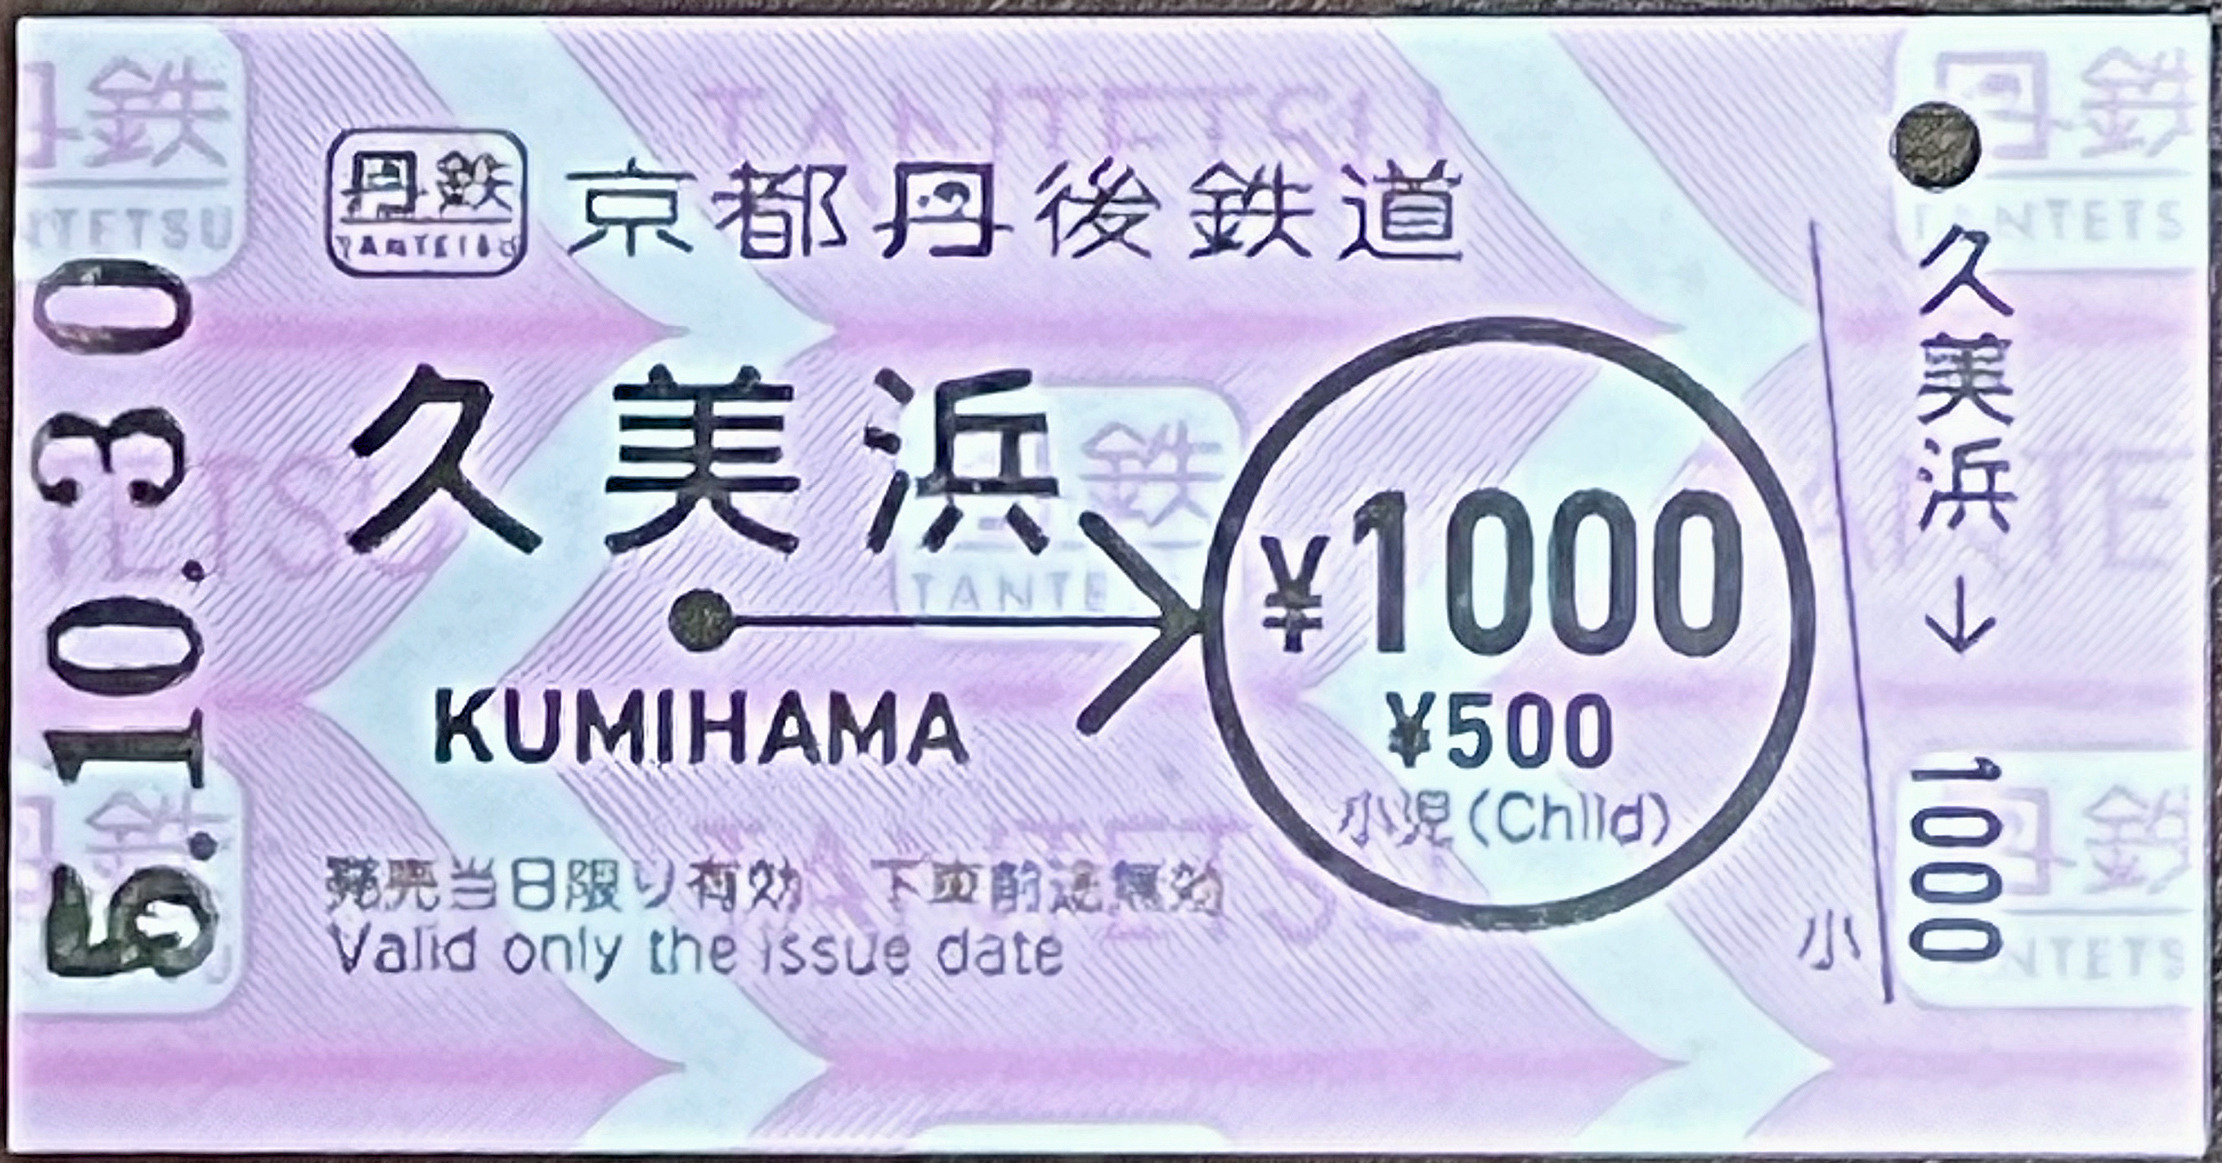 5.10.30
丹鉄
TANTETSU
京都丹後鉄道
久美浜
KUMIHAMA
¥1000
¥500
小児(Child)
発売当日限り有効 下車前途無効
Valid only the issue date
小
久美浜→1000